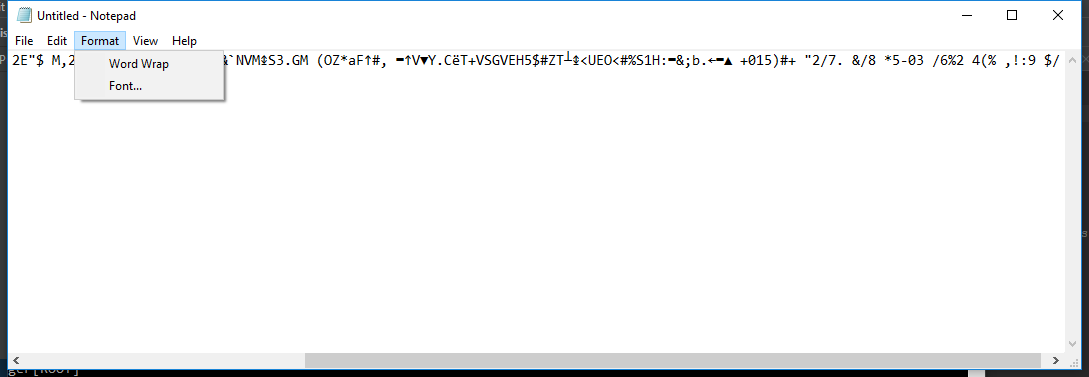 Untitled - Notepad
File Edit Format View Help
2E"$ M,2
&`NVM↨S3.GM (OZ*aF↑#, ━↑V▼Y.CëT+VSGVEH5$#ZT┴↨<UEO<#%S1H:━&;b.←━▲ +015)#+ "2/7. &/8 *5-03 /6%2 4(% ,!:9 $/
Word Wrap
Font...